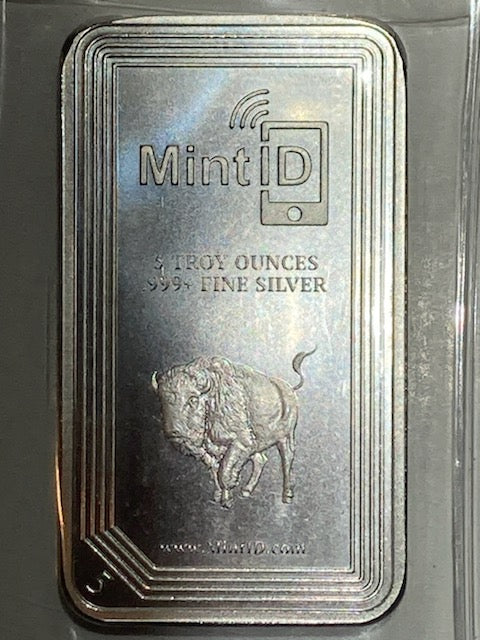 MintID
5 TROY OUNCES
.999+ FINE SILVER
www.MintID.com
5